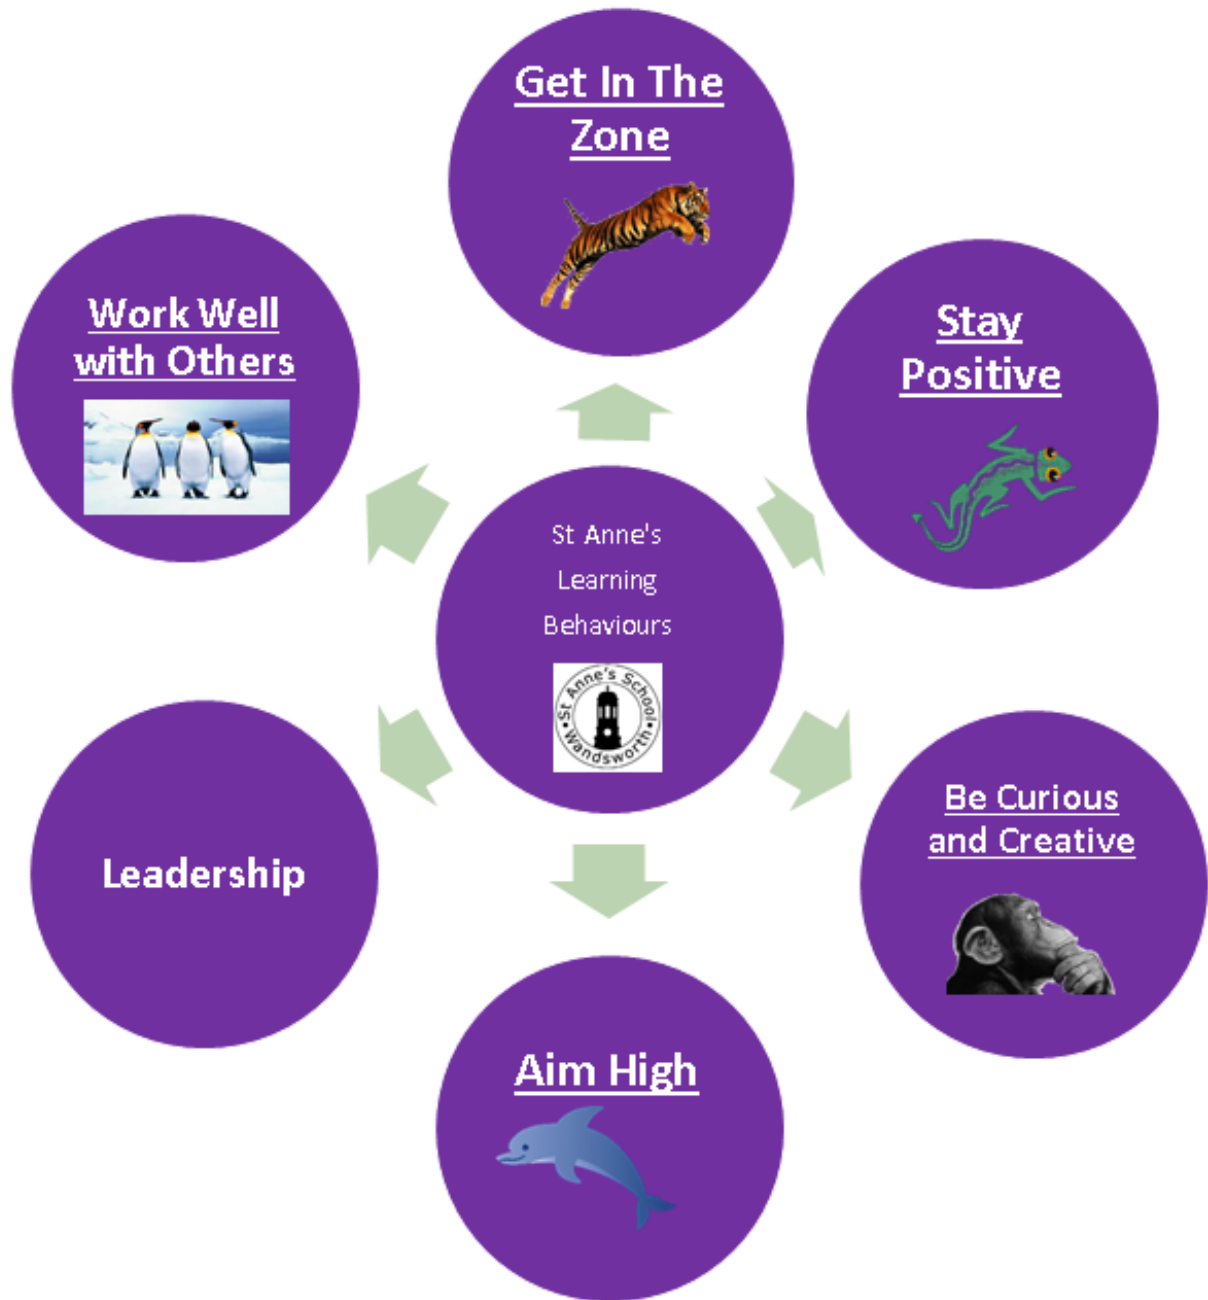 Get In The
Zone
Work Well
with Others
Stay
Positive
St Anne's
Learning
Behaviours
St Anne's School
• Wandsworth •
Leadership
Be Curious
and Creative
Aim High